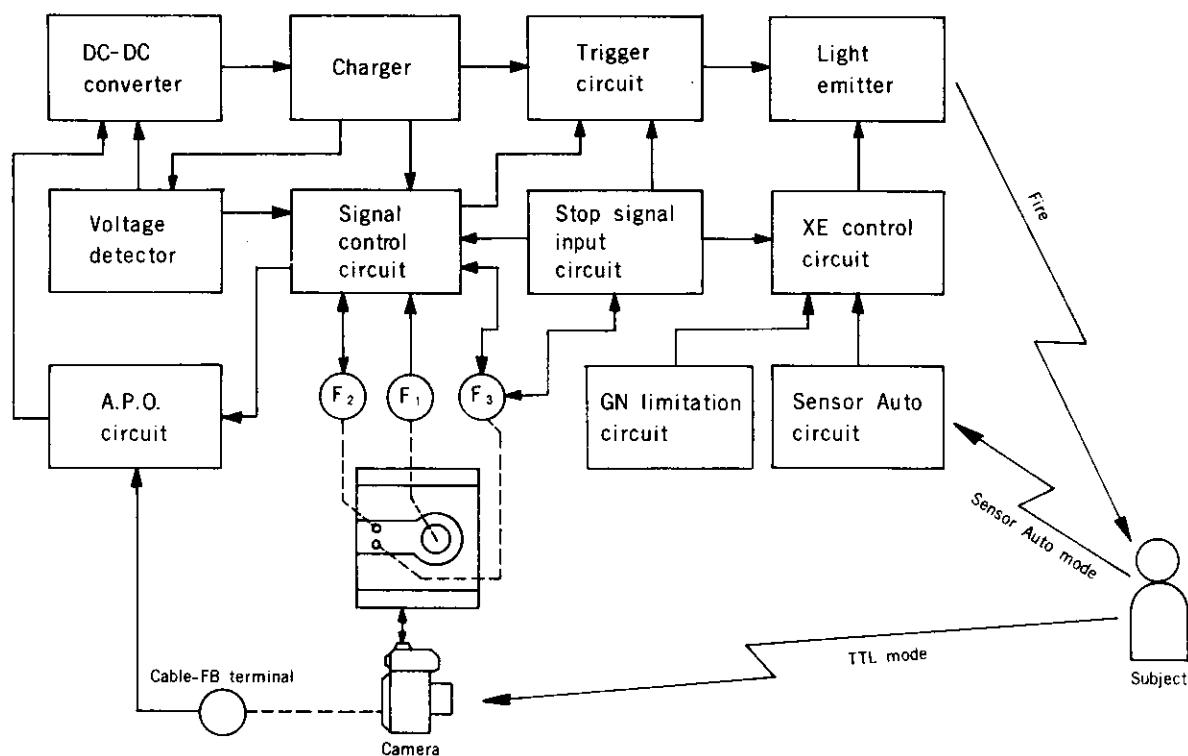 DC-DC
converter
Charger
Trigger
circuit
Light
emitter
Voltage
detector
Signal
control
circuit
Stop signal
input
circuit
XE control
circuit
Fire
A.P.O.
circuit
F₂
F₁
F₃
GN limitation
circuit
Sensor Auto
circuit
Sensor Auto mode
TTL mode
Cable-FB terminal
Camera
Subject